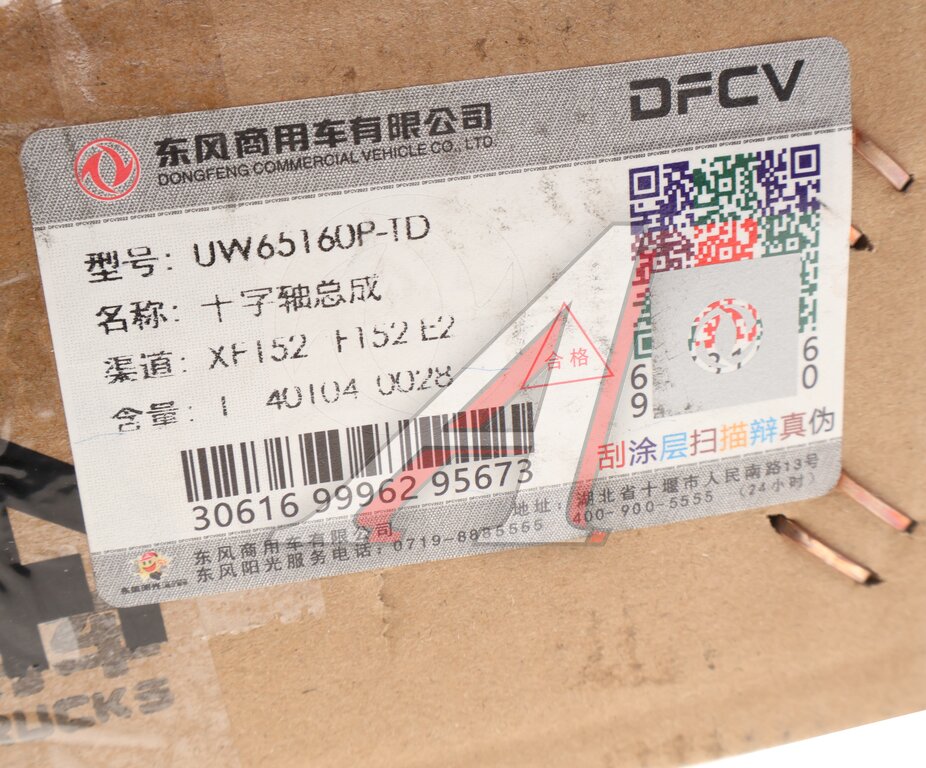 DFCV
东风商用车有限公司
DONGFENG COMMERCIAL VEHICLE CO., LTD.
型号: UW65160P-TD
名称: 十字轴总成
渠道: XF152 F152 E2
含量: 1 40104 0028
合格
69
60
刮涂层扫描辩真伪
30616 99962 95673
东风商用车有限公司 地址: 湖北省十堰市人民南路13号
东风阳光服务电话: 0719-8885555 400-900-5555 (24小时)
RUCKS